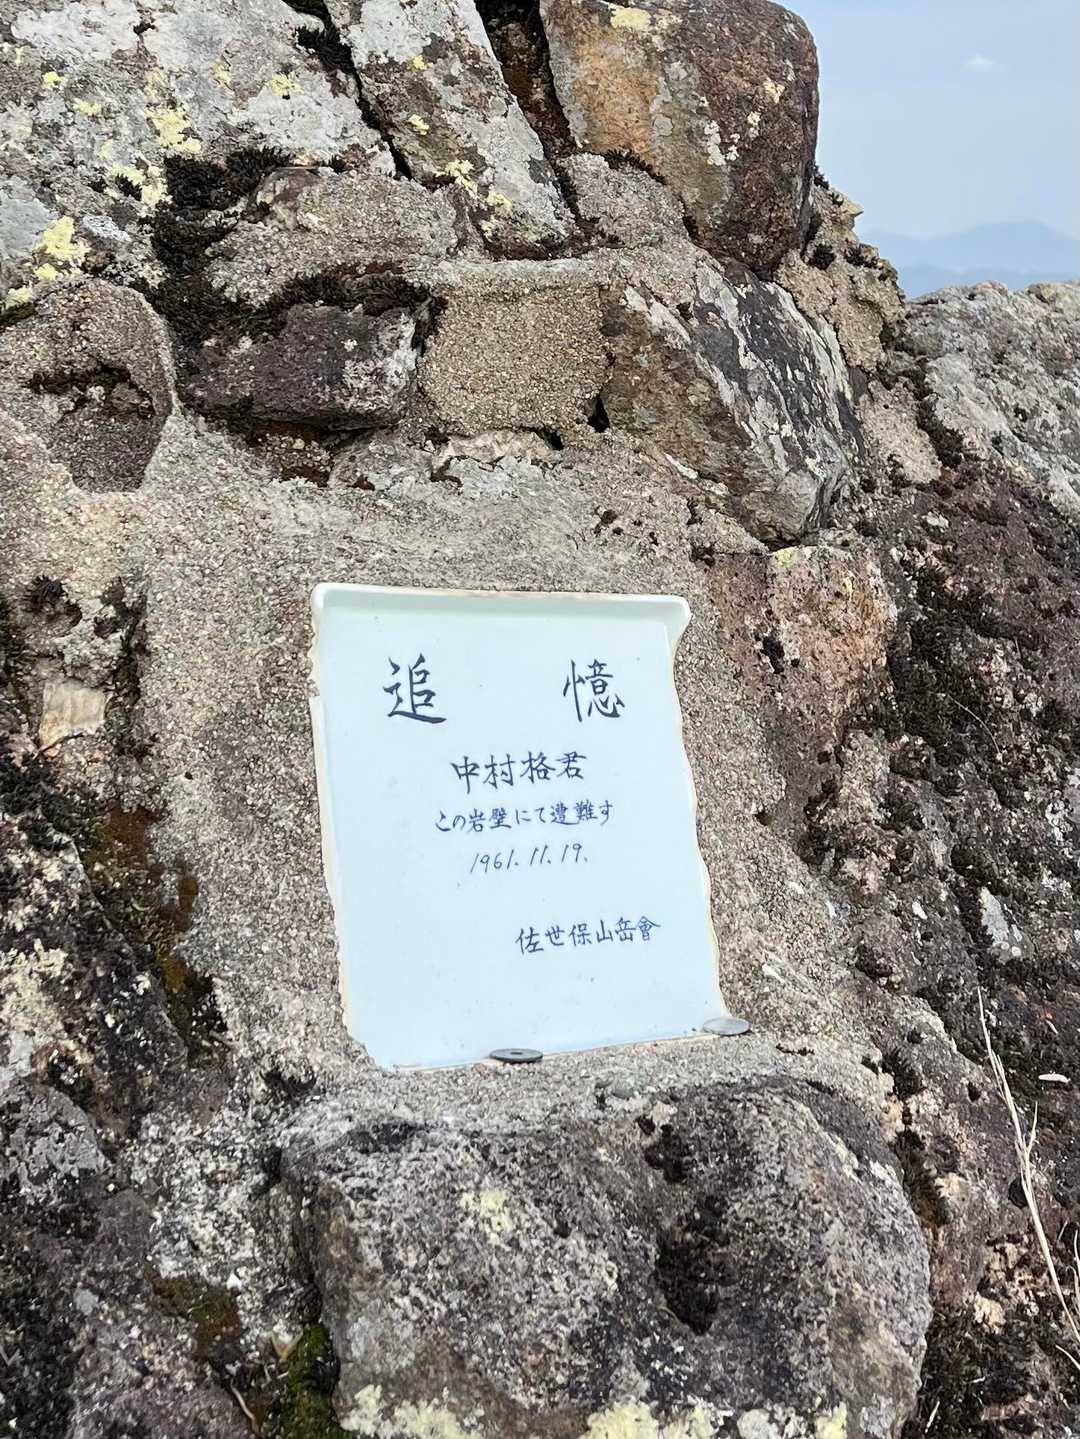 追憶
中村格君
この岩壁にて遭難す
1961.11.19.
佐世保山岳會